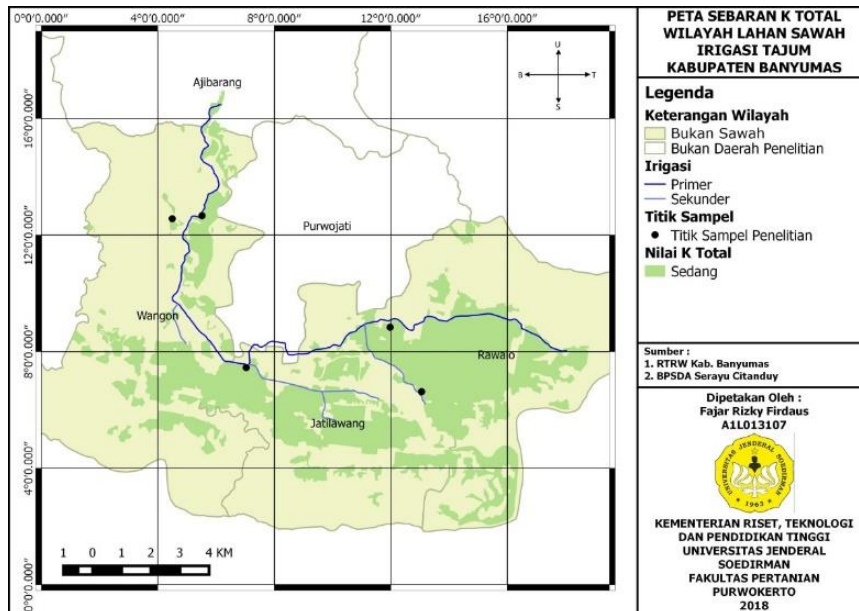 0°0'0.000"
4°0'0.000"
8°0'0.000"
12°0'0.000"
16°0'0.000"
16°0'0.000"
12°0'0.000"
8°0'0.000"
4°0'0.000"
0°0'0.000"
Ajibarang
U
B
T
S
Purwojati
Wangon
Rawalo
Jatilawang
1 0 1 2 3 4 KM
PETA SEBARAN K TOTAL
WILAYAH LAHAN SAWAH
IRIGASI TAJUM
KABUPATEN BANYUMAS
Legenda
Keterangan Wilayah
Bukan Sawah
Bukan Daerah Penelitian
Irigasi
Primer
Sekunder
Titik Sampel
Titik Sampel Penelitian
Nilai K Total
Sedang
Sumber :
1. RTRW Kab. Banyumas
2. BPSDA Serayu Citanduy
Dipetakan Oleh :
Fajar Rizky Firdaus
A1L013107
UNIVERSITAS JENDERAL SOEDIRMAN
1963
KEMENTERIAN RISET, TEKNOLOGI
DAN PENDIDIKAN TINGGI
UNIVERSITAS JENDERAL
SOEDIRMAN
FAKULTAS PERTANIAN
PURWOKERTO
2018